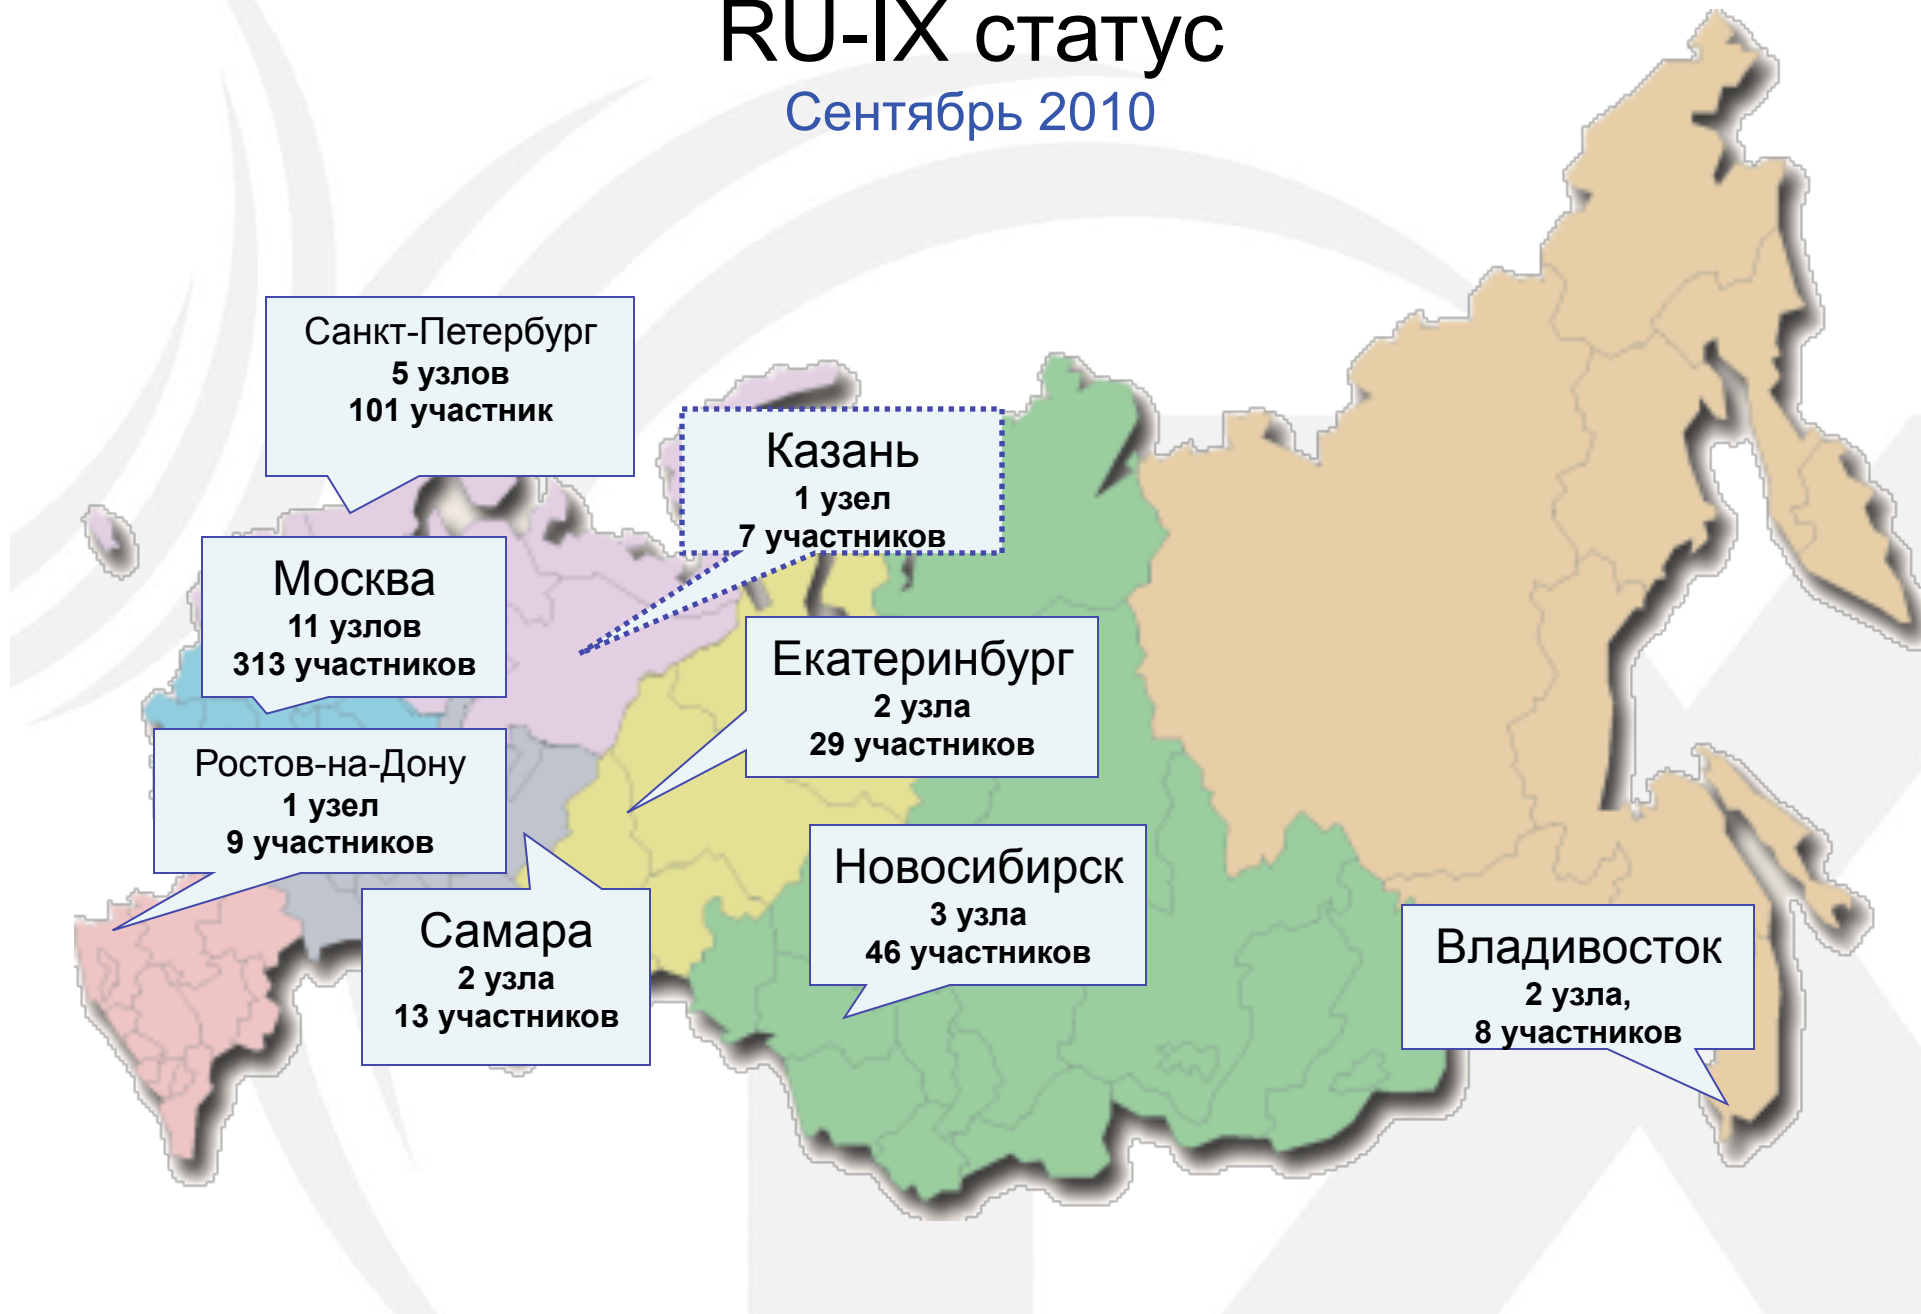 RU-IX статус
Сентябрь 2010
Санкт-Петербург
5 узлов
101 участник
Казань
1 узел
7 участников
Москва
11 узлов
313 участников
Екатеринбург
2 узла
29 участников
Ростов-на-Дону
1 узел
9 участников
Новосибирск
3 узла
46 участников
Самара
2 узла
13 участников
Владивосток
2 узла,
8 участников